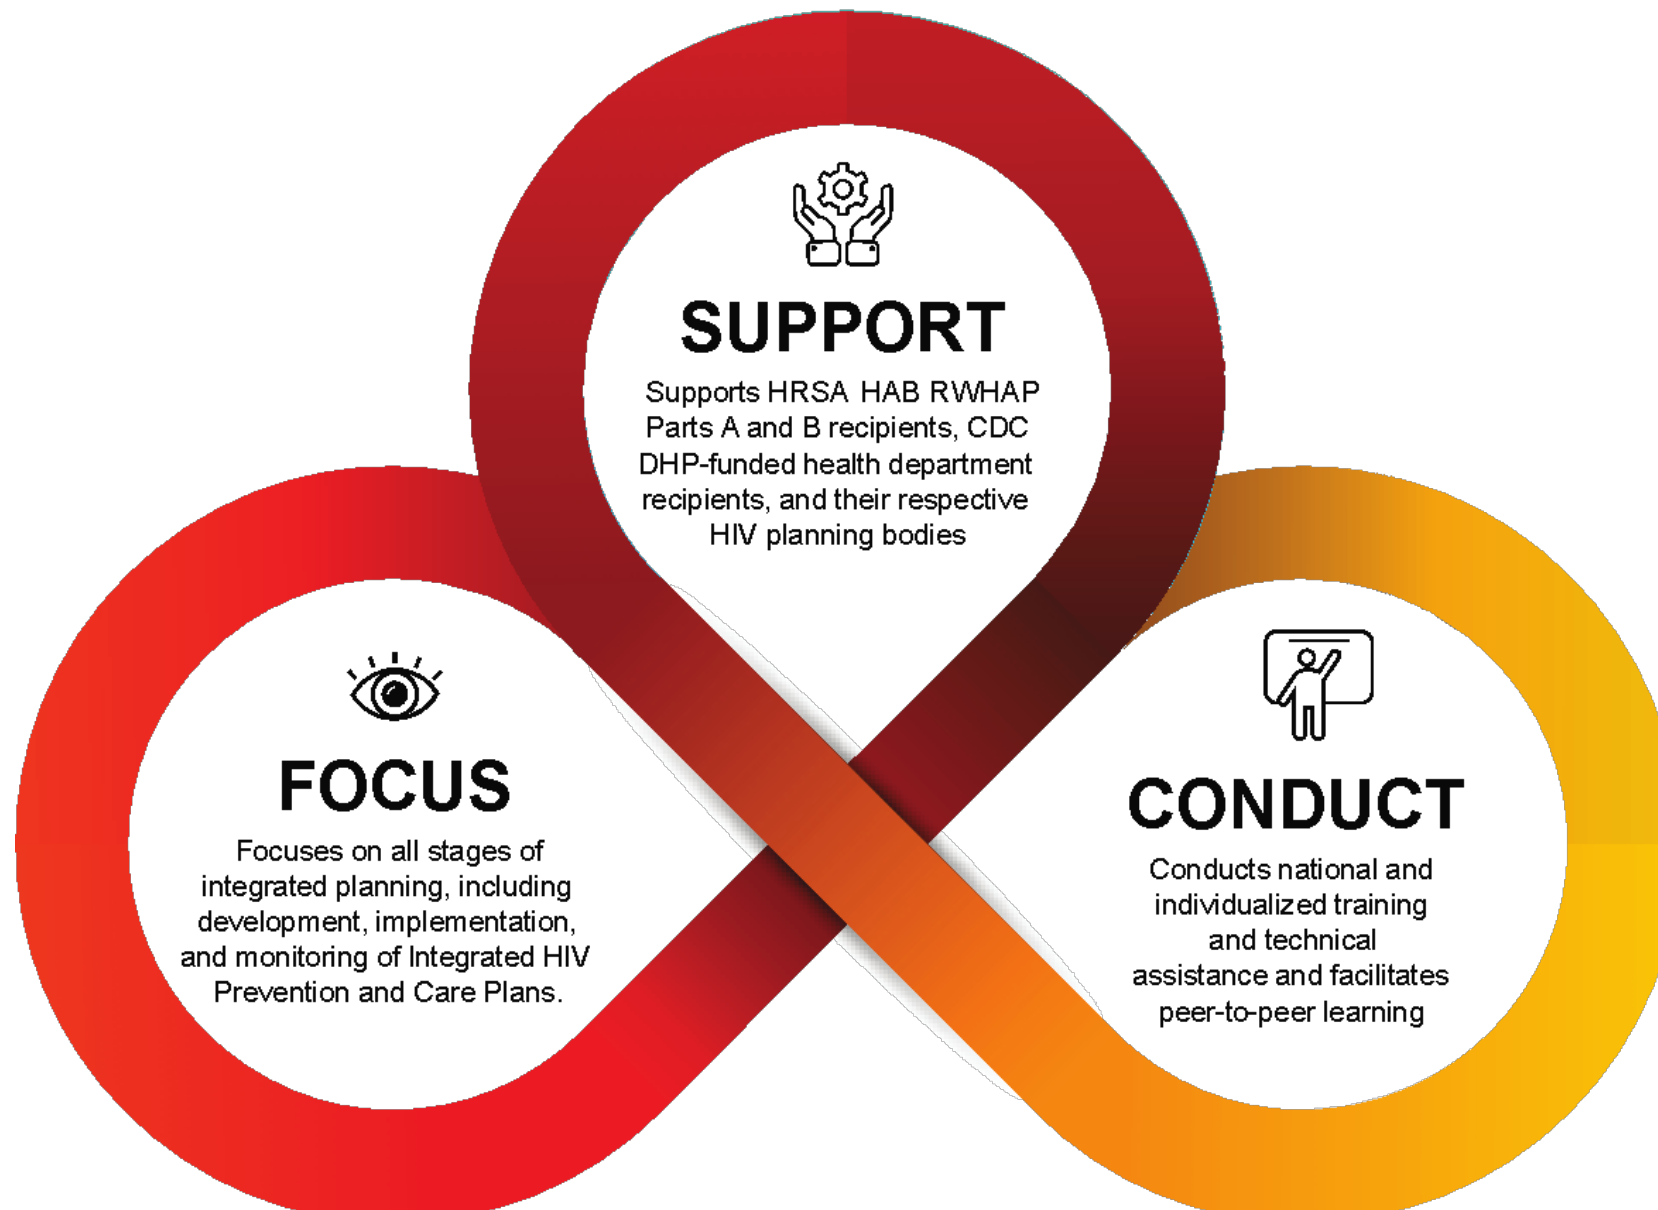 SUPPORT
Supports HRSA HAB RWHAP
Parts A and B recipients, CDC
DHP-funded health department
recipients, and their respective
HIV planning bodies
FOCUS
Focuses on all stages of
integrated planning, including
development, implementation,
and monitoring of Integrated HIV
Prevention and Care Plans.
CONDUCT
Conducts national and
individualized training
and technical
assistance and facilitates
peer-to-peer learning